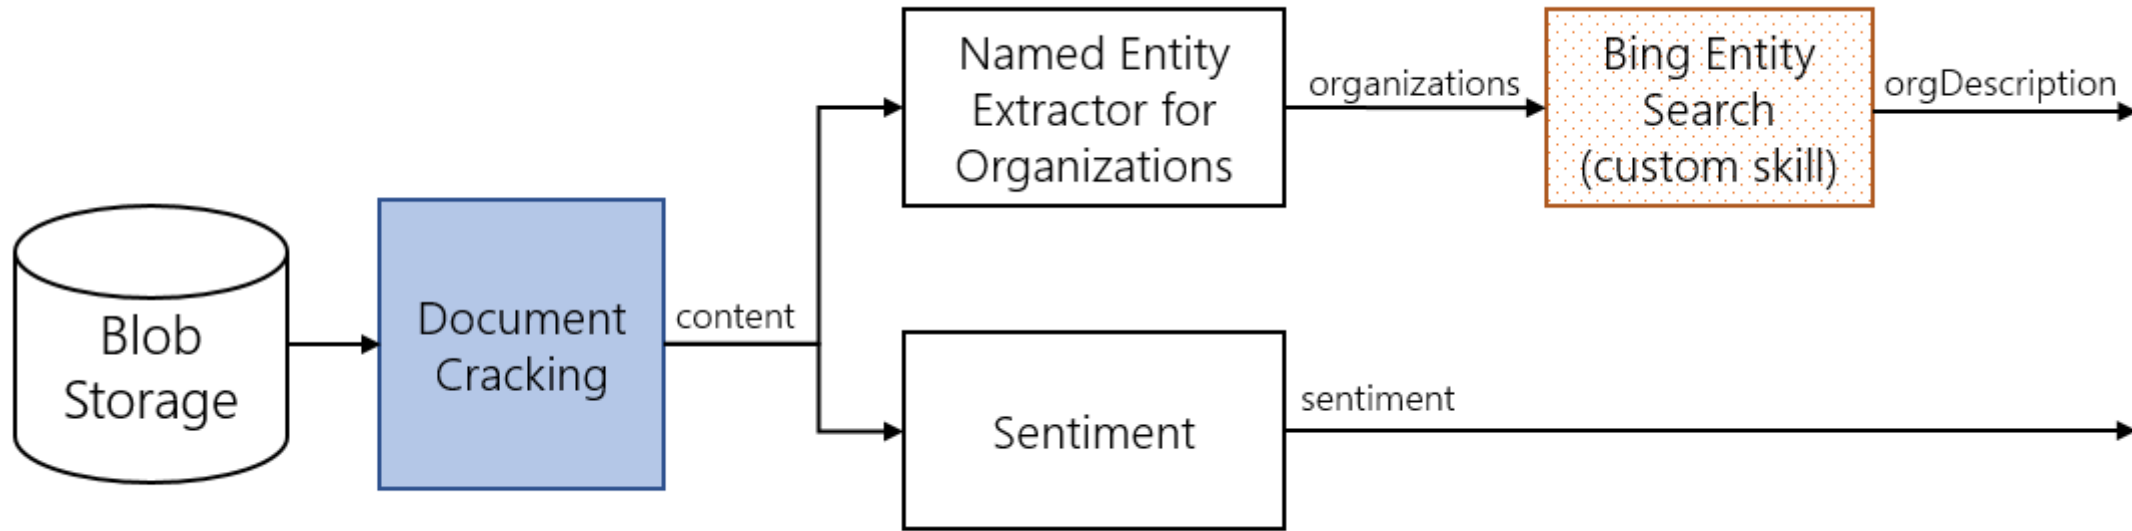 Blob
Storage
Document
Cracking
content
Named Entity
Extractor for
Organizations
organizations
Bing Entity
Search
(custom skill)
orgDescription
Sentiment
sentiment